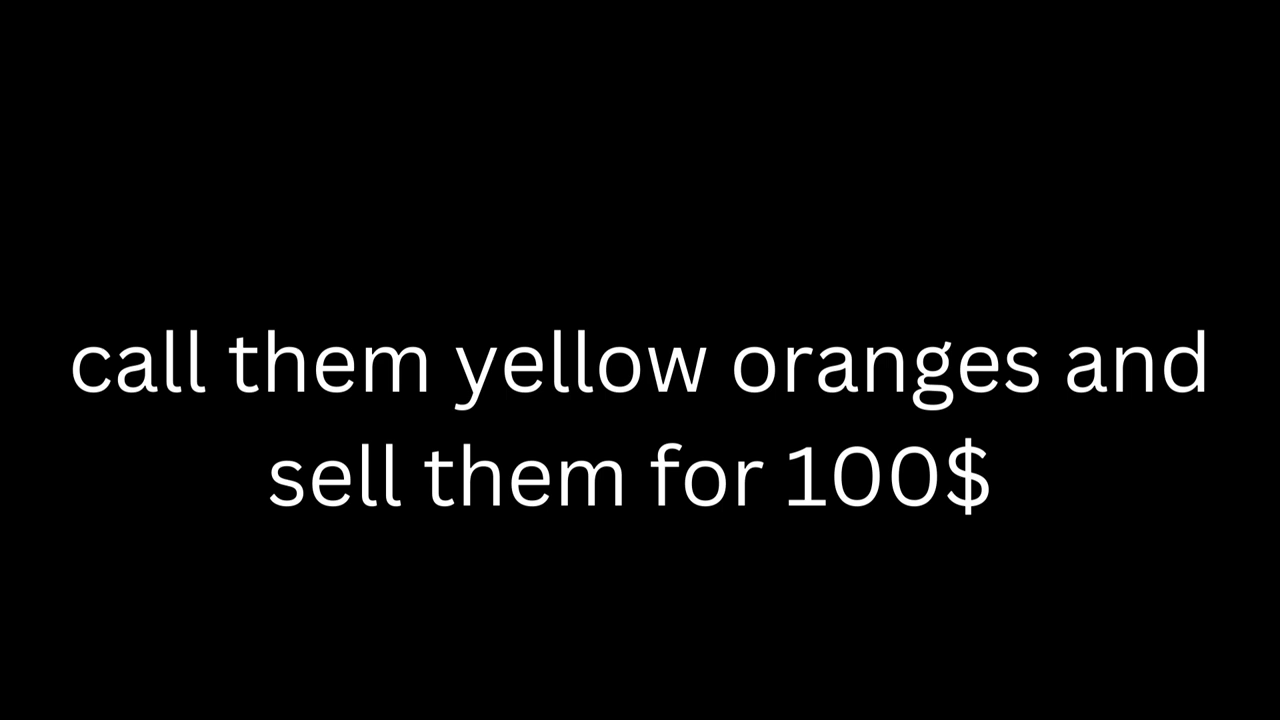 call them yellow oranges and
sell them for 100$